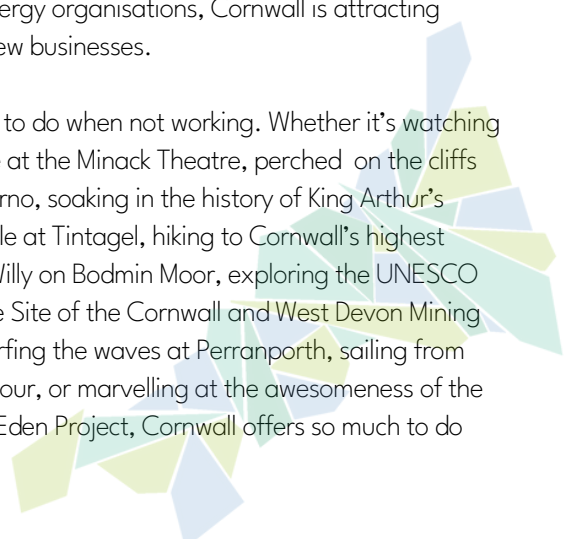 ergy organisations, Cornwall is attracting
ew businesses.
to do when not working. Whether it's watching
at the Minack Theatre, perched on the cliffs
rno, soaking in the history of King Arthur's
le at Tintagel, hiking to Cornwall's highest
Willy on Bodmin Moor, exploring the UNESCO
e Site of the Cornwall and West Devon Mining
rfing the waves at Perranporth, sailing from
our, or marvelling at the awesomeness of the
Eden Project, Cornwall offers so much to do